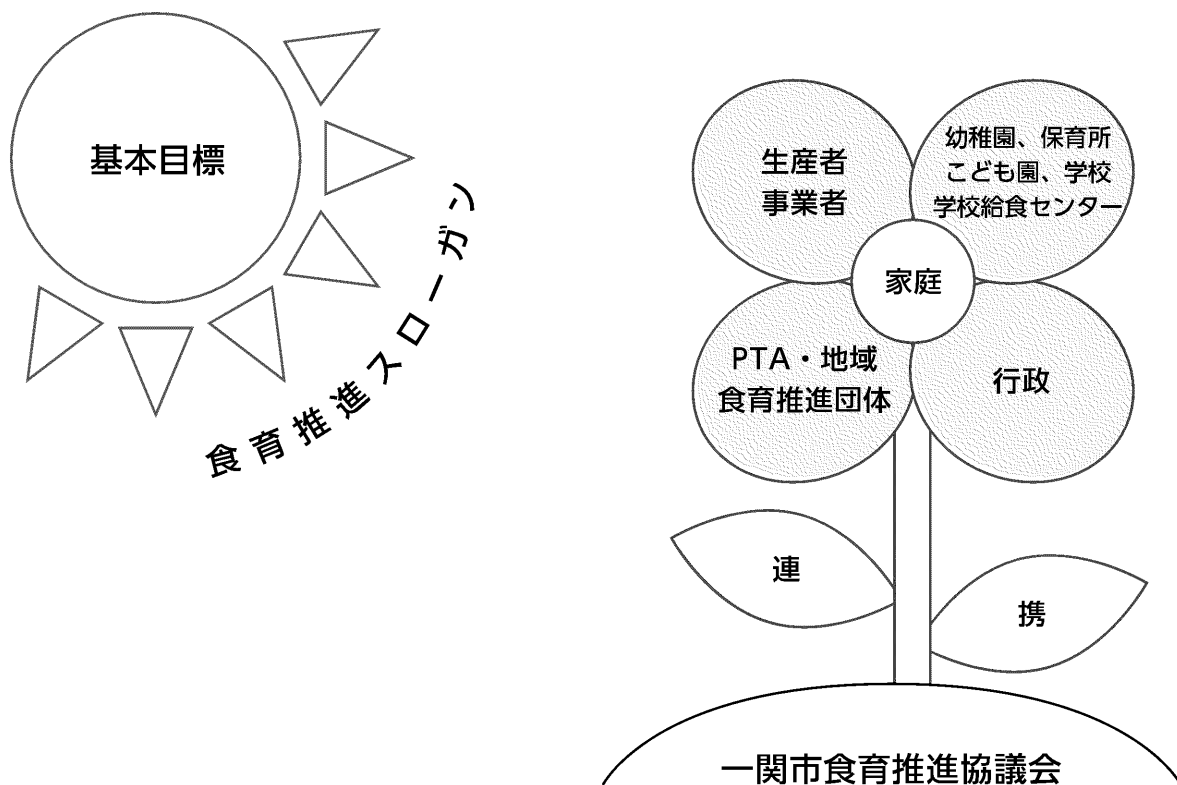 基本目標
食育推進スローガン
生産者
事業者
幼稚園、保育所
こども園、学校
学校給食センター
家庭
PTA・地域
食育推進団体
行政
連
携
一関市食育推進協議会